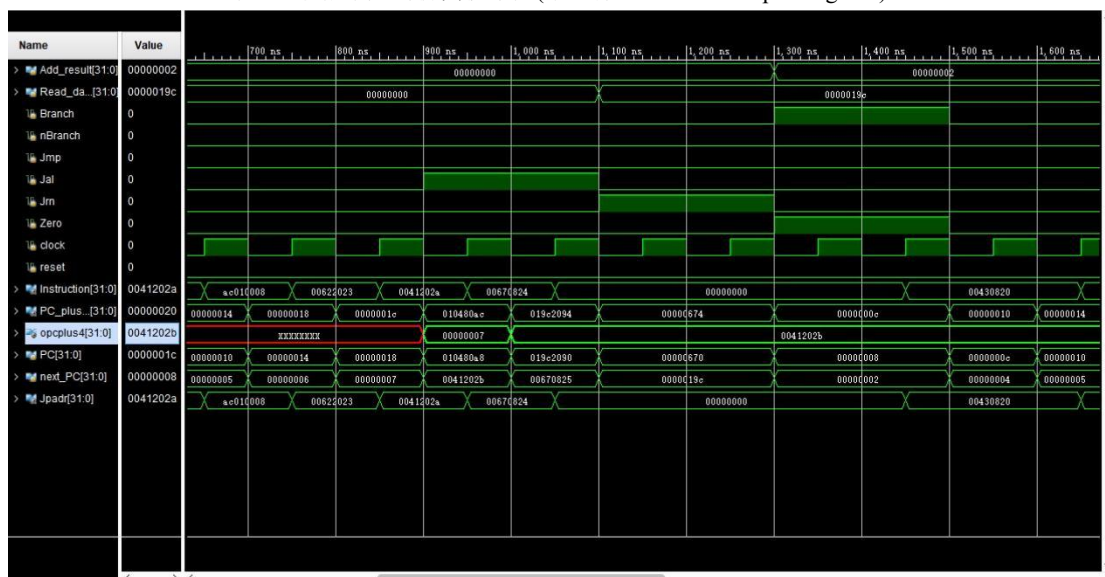 Name Value 700 ns 800 ns 900 ns 1,000 ns 1,100 ns 1,200 ns 1,300 ns 1,400 ns 1,500 ns 1,600 ns
Add_result[31:0] 00000002 00000000 00000002
Read_da...[31:0] 0000019c 00000000 0000019c
Branch 0
nBranch 0
Jmp 0
Jal 0
Jrn 0
Zero 0
clock 0
reset 0
Instruction[31:0] 0041202a ac010008 00622023 0041202a 00670824 00000000 00430820
PC_plus...[31:0] 00000020 00000014 00000018 0000001c 010480ac 019c2094 00000674 0000000c 00000010 00000014
opcplus4[31:0] 0041202b XXXXXXXX 00000007 0041202b
PC[31:0] 0000001c 00000010 00000014 00000018 010480a8 019c2090 00000670 00000008 0000000c 00000010
next_PC[31:0] 00000008 00000005 00000006 00000007 0041202b 00670825 0000019c 00000002 00000004 00000005
Jpadr[31:0] 0041202a ac010008 00622023 0041202a 00670824 00000000 00430820